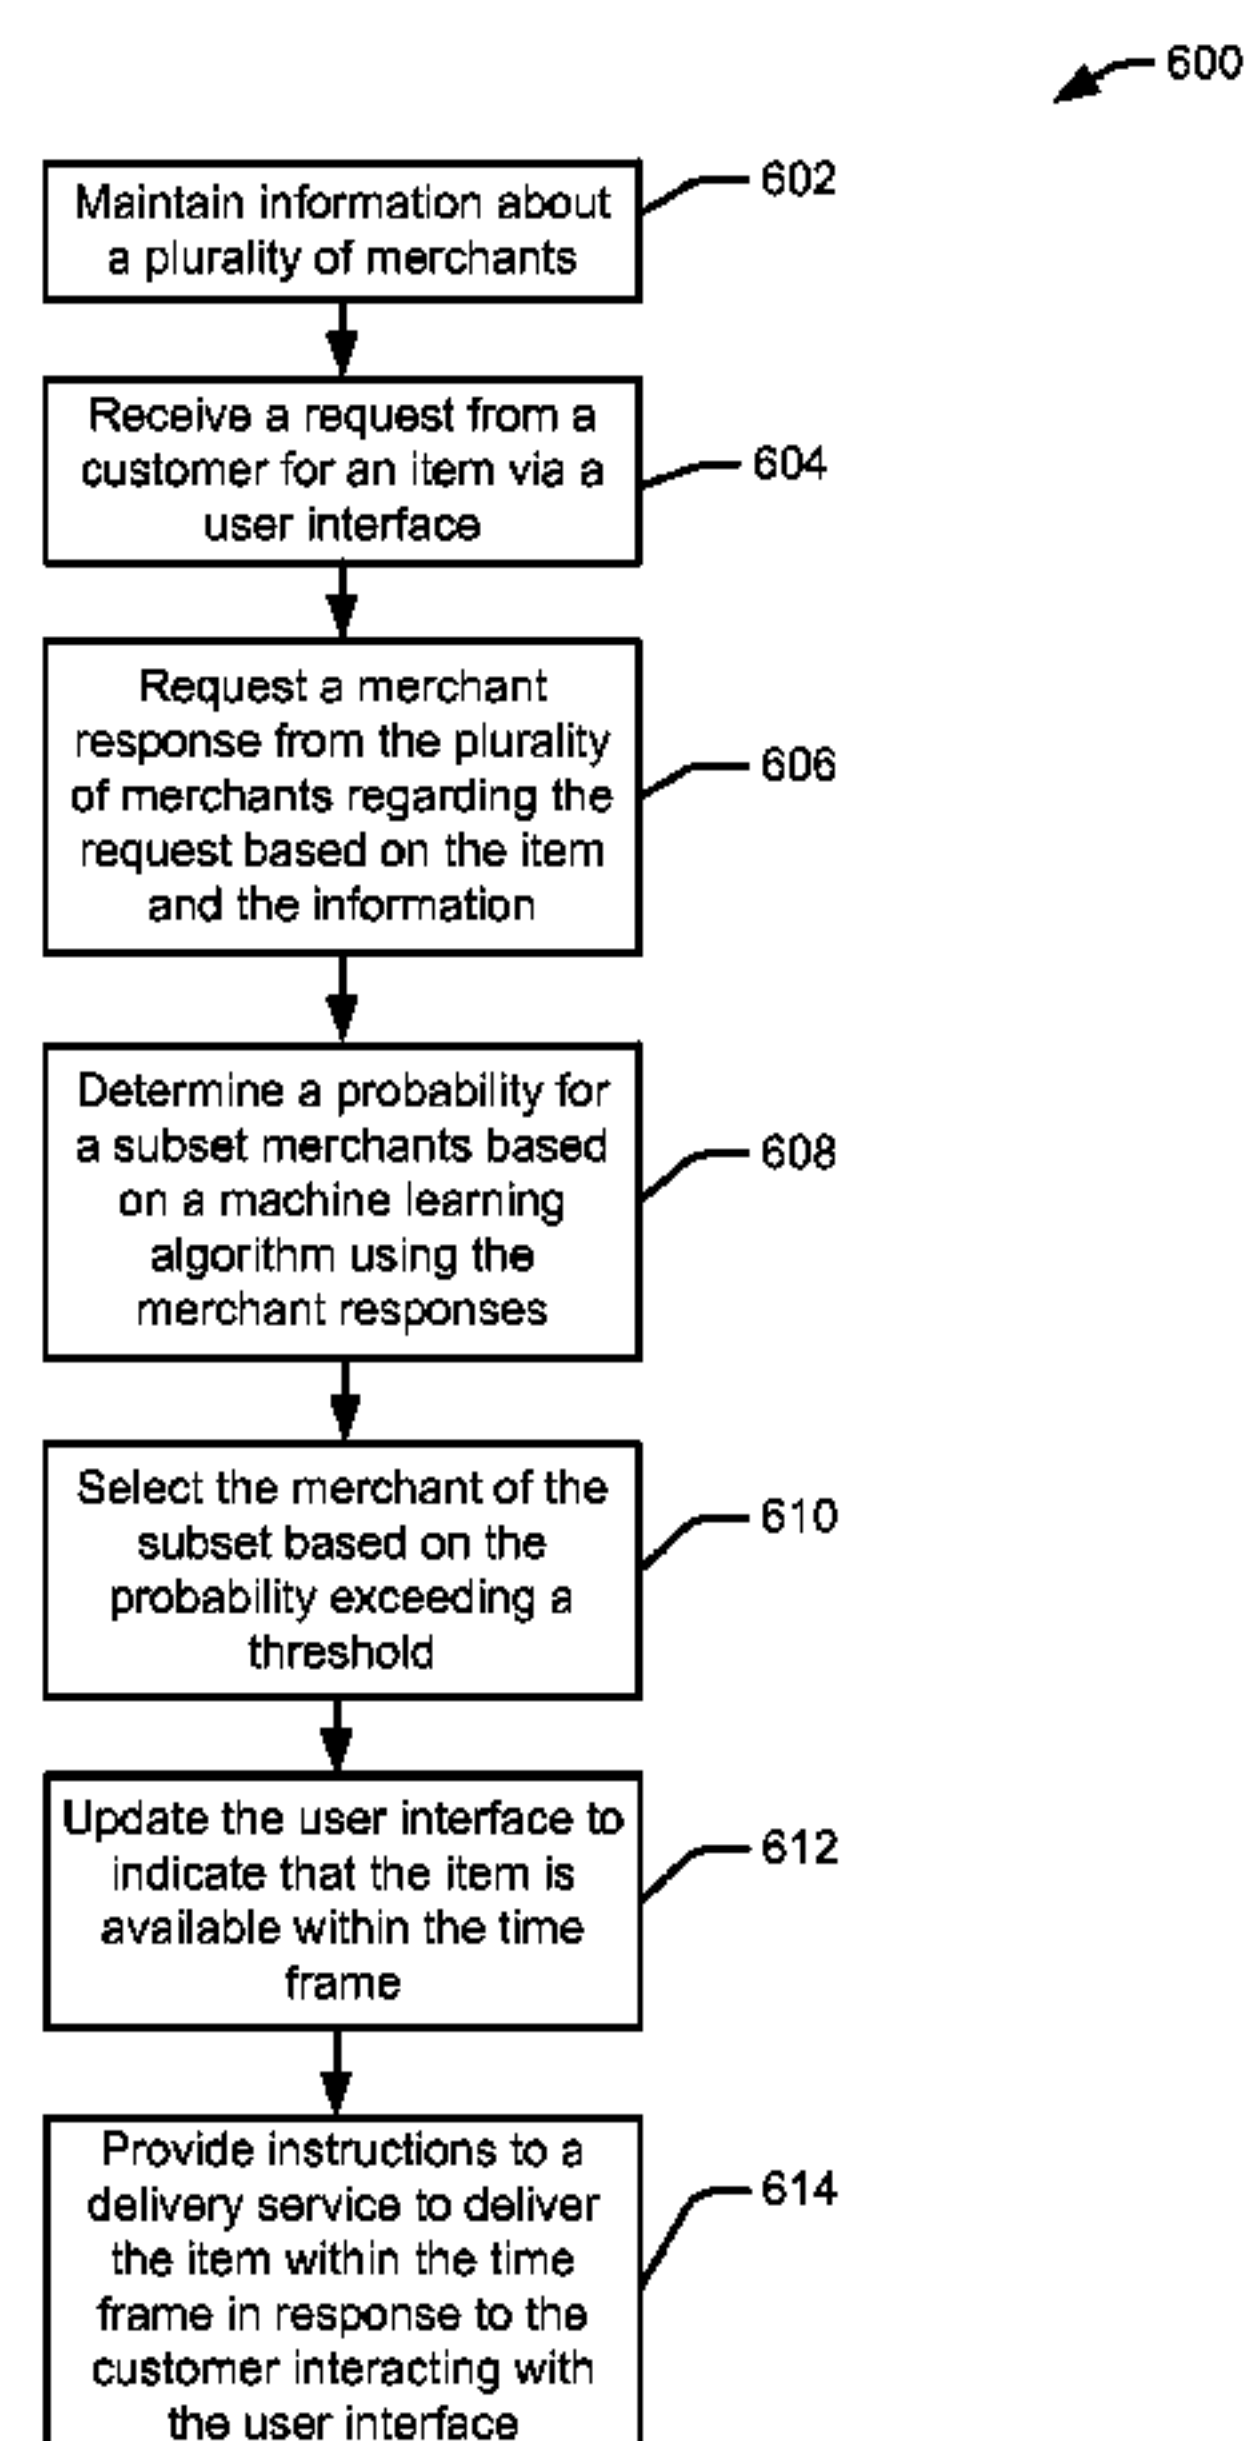 600
Maintain information about
a plurality of merchants
602
Receive a request from a
customer for an item via a
user interface
604
Request a merchant
response from the plurality
of merchants regarding the
request based on the item
and the information
606
Determine a probability for
a subset merchants based
on a machine learning
algorithm using the
merchant responses
608
Select the merchant of the
subset based on the
probability exceeding a
threshold
610
Update the user interface to
indicate that the item is
available within the time
frame
612
Provide instructions to a
delivery service to deliver
the item within the time
frame in response to the
customer interacting with
the user interface
614